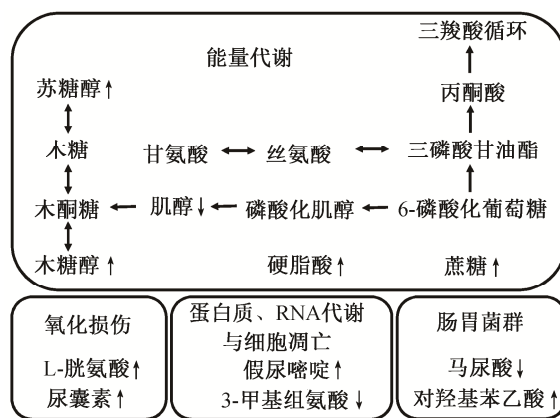 三羧酸循环
能量代谢
苏糖醇↑ 丙酮酸
木糖 甘氨酸 丝氨酸 三磷酸甘油酯
木酮糖 肌醇↓ 磷酸化肌醇 6-磷酸化葡萄糖
木糖醇↑ 硬脂酸↑ 蔗糖↑
氧化损伤
L-胱氨酸↑
尿囊素↑
蛋白质、RNA代谢
与细胞凋亡
假尿嘧啶↑
3-甲基组氨酸↓
肠胃菌群
马尿酸↓
对羟基苯乙酸↑